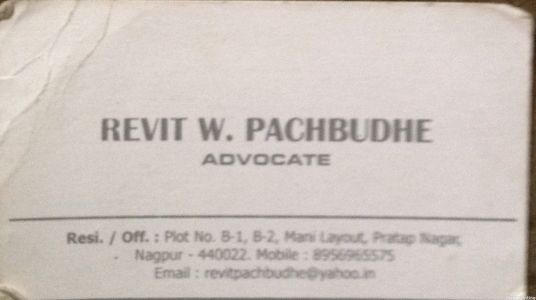 REVIT W. PACHBUDHE
ADVOCATE
Resi. / Off. : Plot No. B-1, B-2, Mani Layout, Pratap Nagar,
Nagpur - 440022. Mobile : 8956965575
Email : revitpachbudhe@yahoo.in